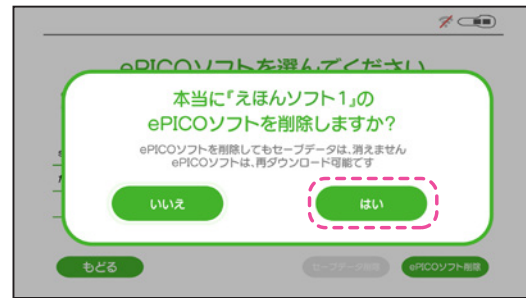 ePICOソフトを選んでください
本当に『えほんソフト1』の
ePICOソフトを削除しますか?
ePICOソフトを削除してもセーブデータは、消えません
ePICOソフトは、再ダウンロード可能です
いいえ
はい
もどる
セーブデータ削除
ePICOソフト削除